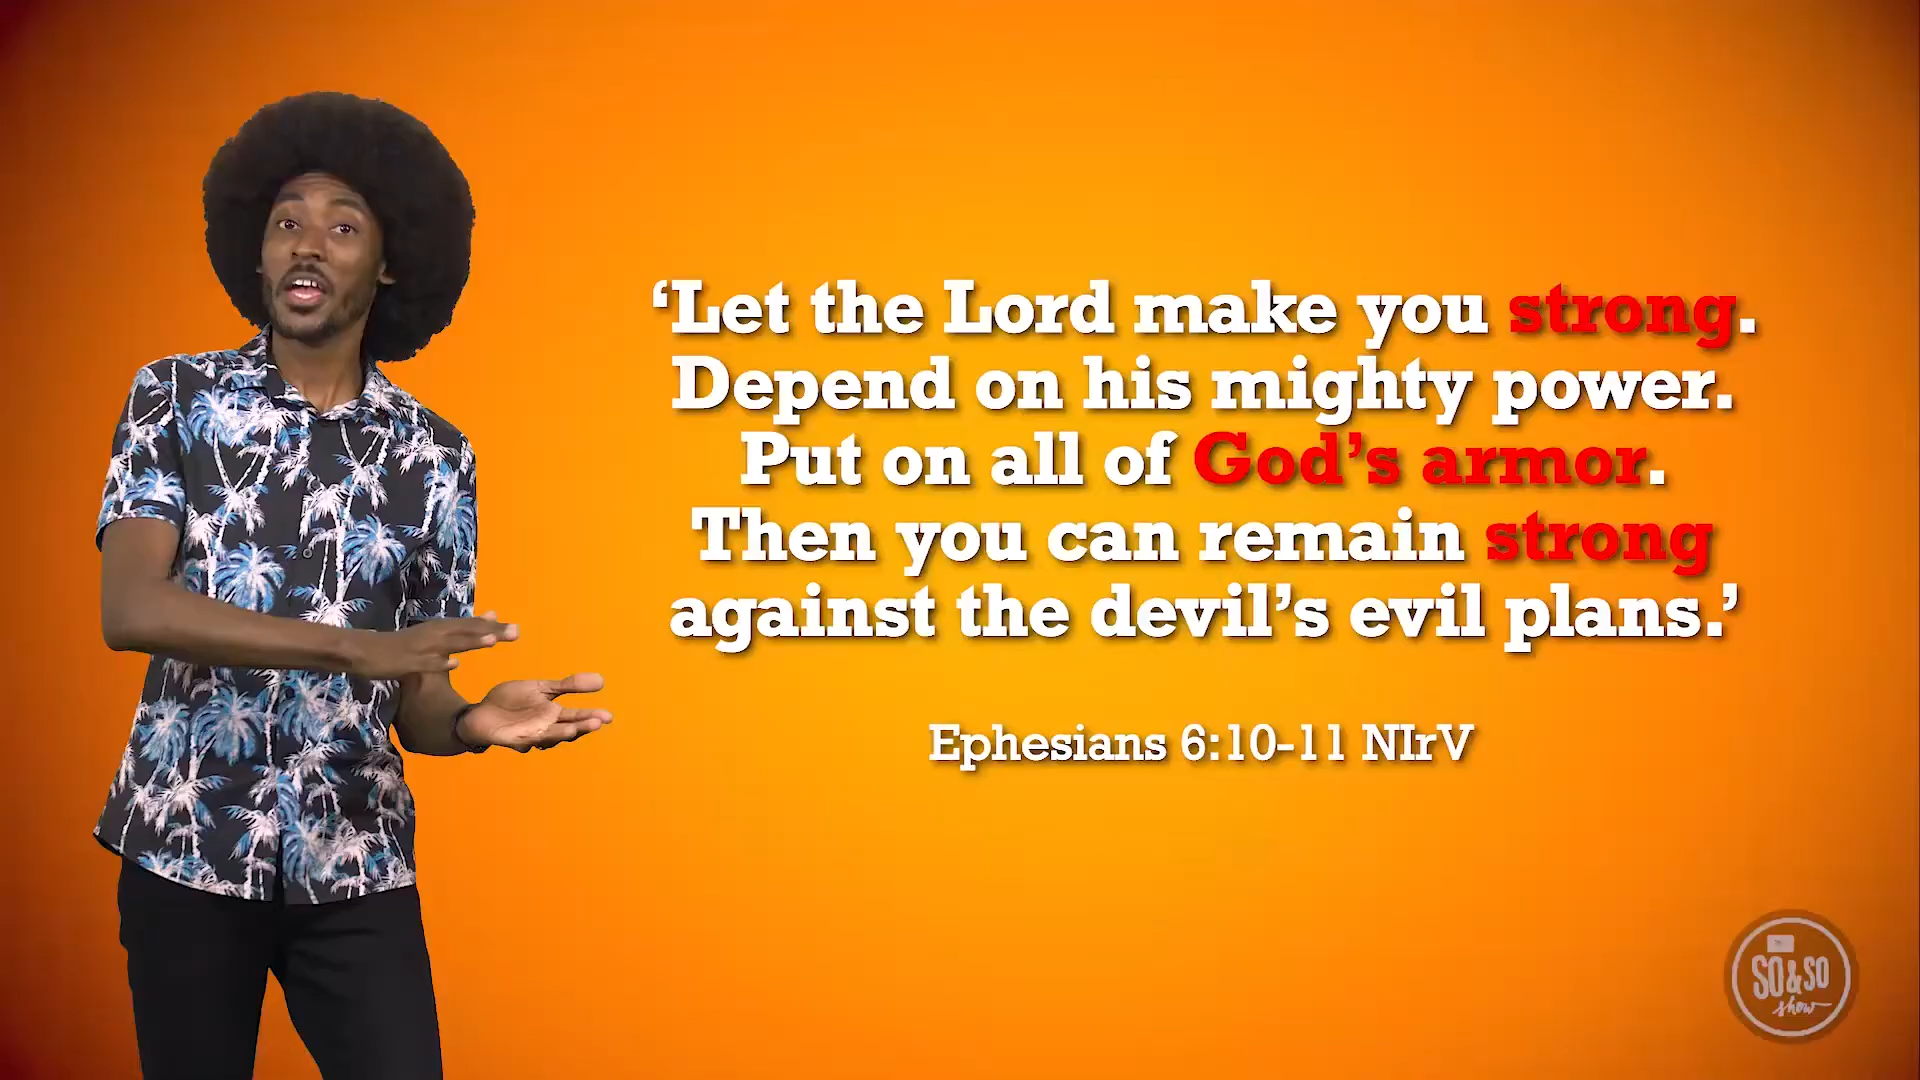 ‘Let the Lord make you strong.
Depend on his mighty power.
Put on all of God’s armor.
Then you can remain strong
against the devil’s evil plans.’
Ephesians 6:10-11 NIrV
SO & SO
show